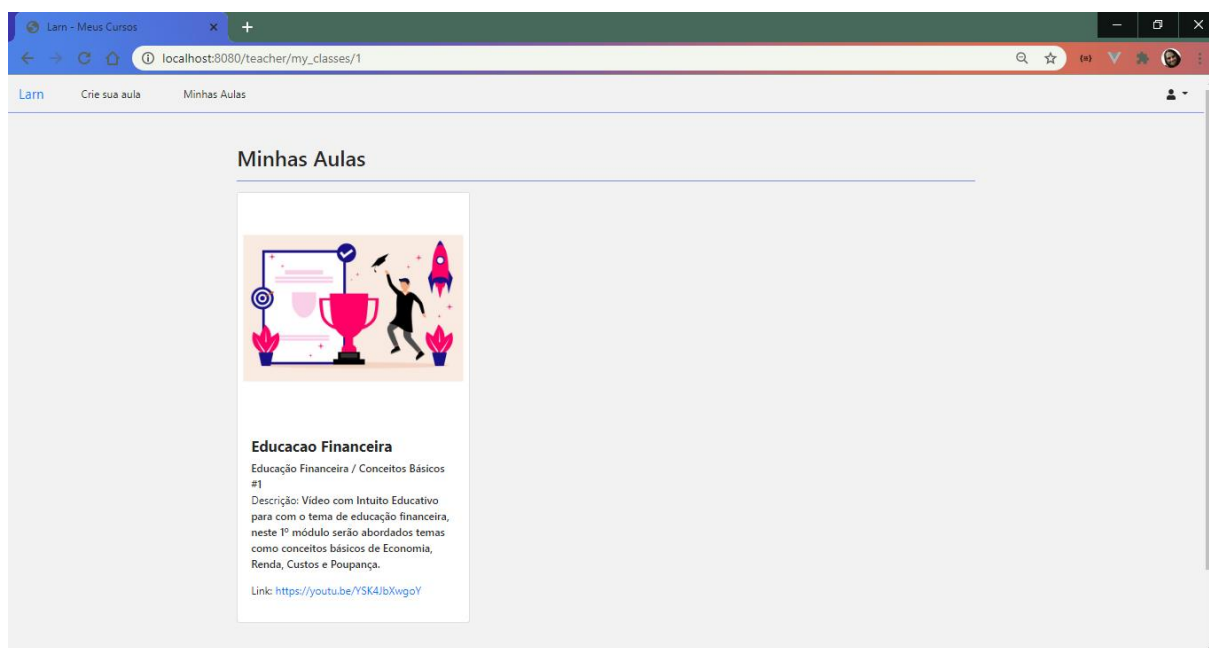 Larn - Meus Cursos
localhost:8080/teacher/my_classes/1
Larn Crie sua aula Minhas Aulas
Minhas Aulas
Educacao Financeira
Educação Financeira / Conceitos Básicos
#1
Descrição: Vídeo com Intuito Educativo
para com o tema de educação financeira,
neste 1º módulo serão abordados temas
como conceitos básicos de Economia,
Renda, Custos e Poupança.
Link: https://youtu.be/YSK4JbXwgoY